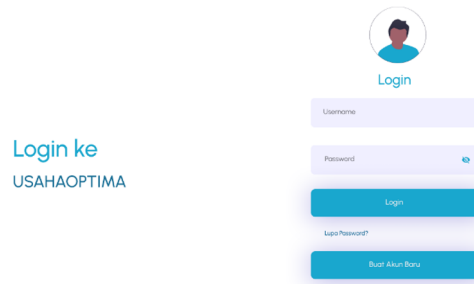 Login
Username
Login ke
Password
USAHAOPTIMA
Login
Lupa Password?
Buat Akun Baru